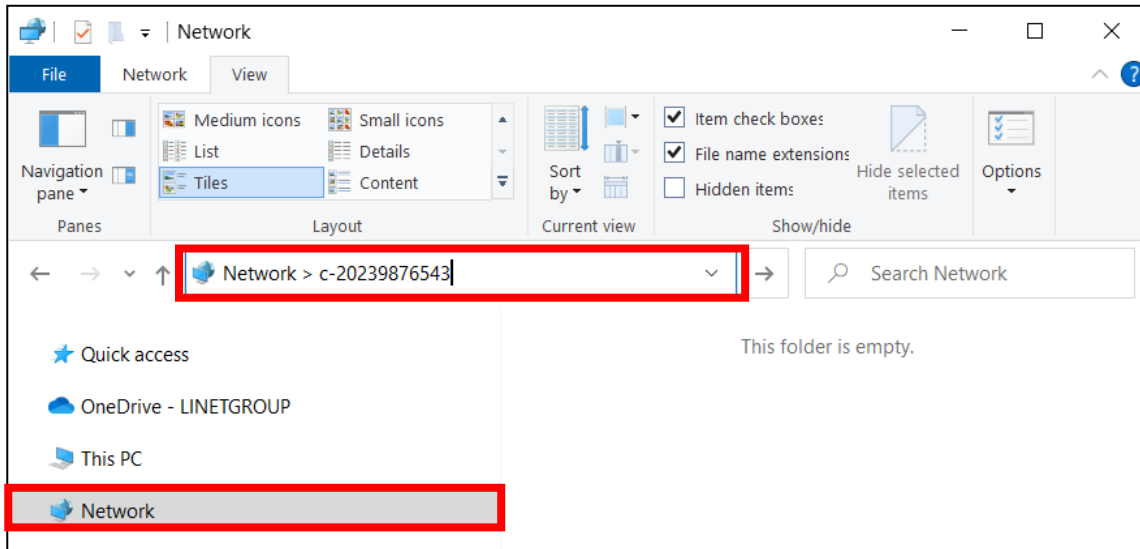 Network
File Network View
Medium icons Small icons
List Details
Tiles Content
Navigation pane
Sort by
Item check boxes
File name extensions
Hidden items
Hide selected items
Options
Panes Layout Current view Show/hide
Network > c-20239876543
Search Network
Quick access
This folder is empty.
OneDrive - LINETGROUP
This PC
Network